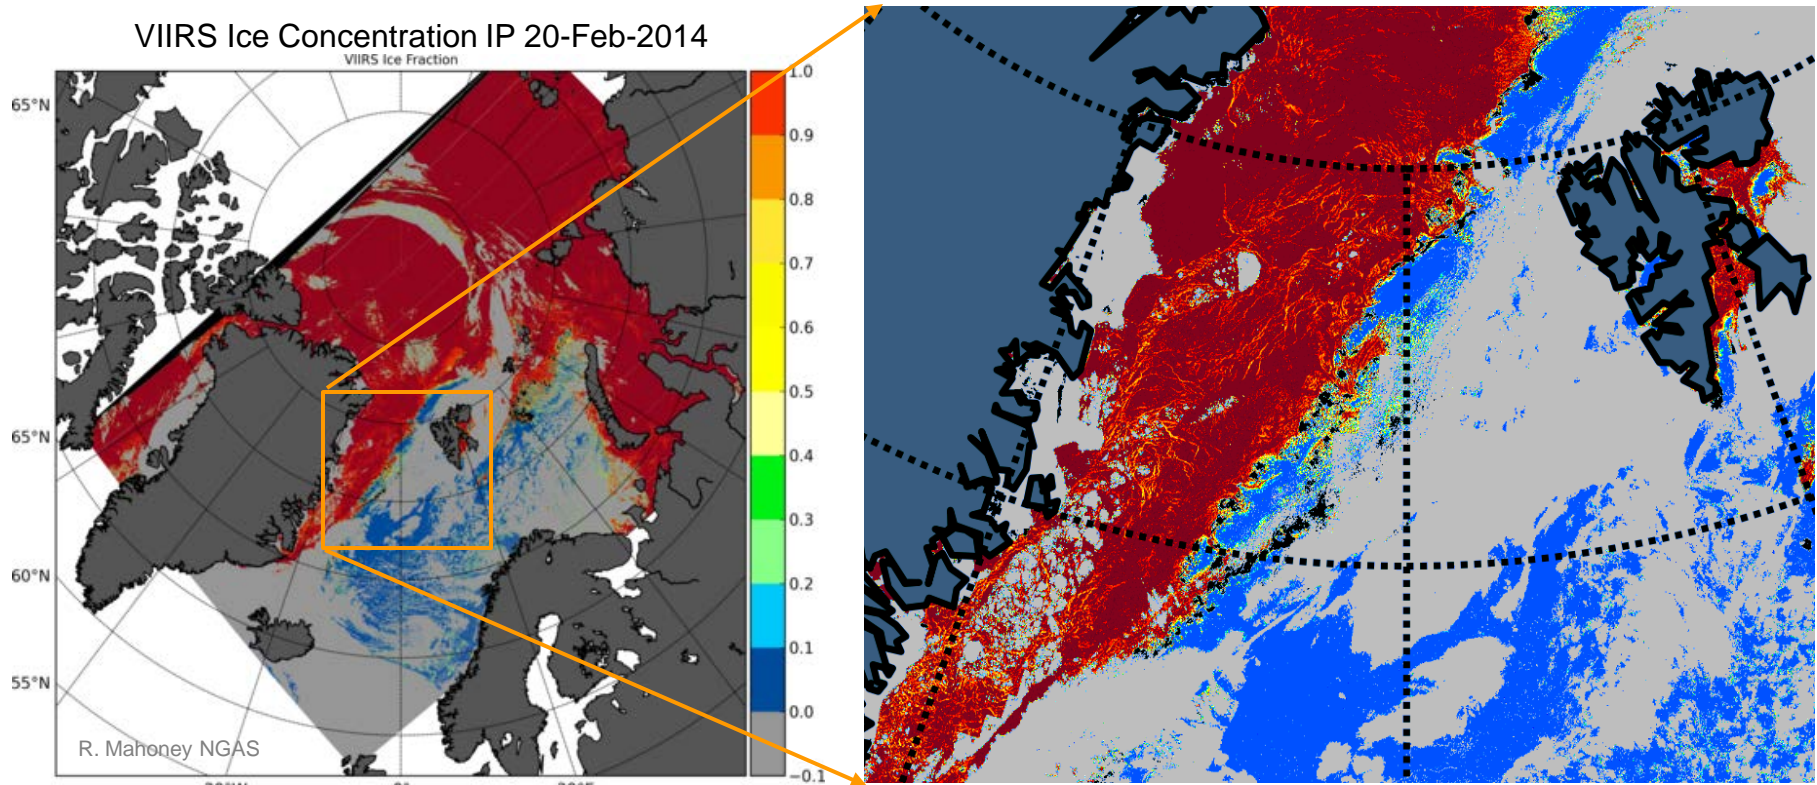 VIIRS Ice Concentration IP 20-Feb-2014
VIIRS Ice Fraction
65°N
65°N
60°N
55°N
1.0
0.9
0.8
0.7
0.6
0.5
0.4
0.3
0.2
0.1
0.0
−0.1
R. Mahoney NGAS